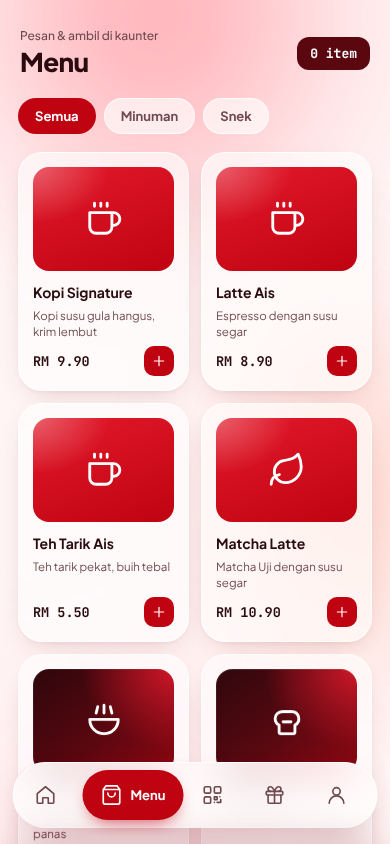 Pesan & ambil di kaunter
Menu
0 item
Semua
Minuman
Snek
Kopi Signature
Kopi susu gula hangus,
krim lembut
RM 9.90
Latte Ais
Espresso dengan susu
segar
RM 8.90
Teh Tarik Ais
Teh tarik pekat, buih tebal
RM 5.50
Matcha Latte
Matcha Uji dengan susu
segar
RM 10.90
panas
Menu